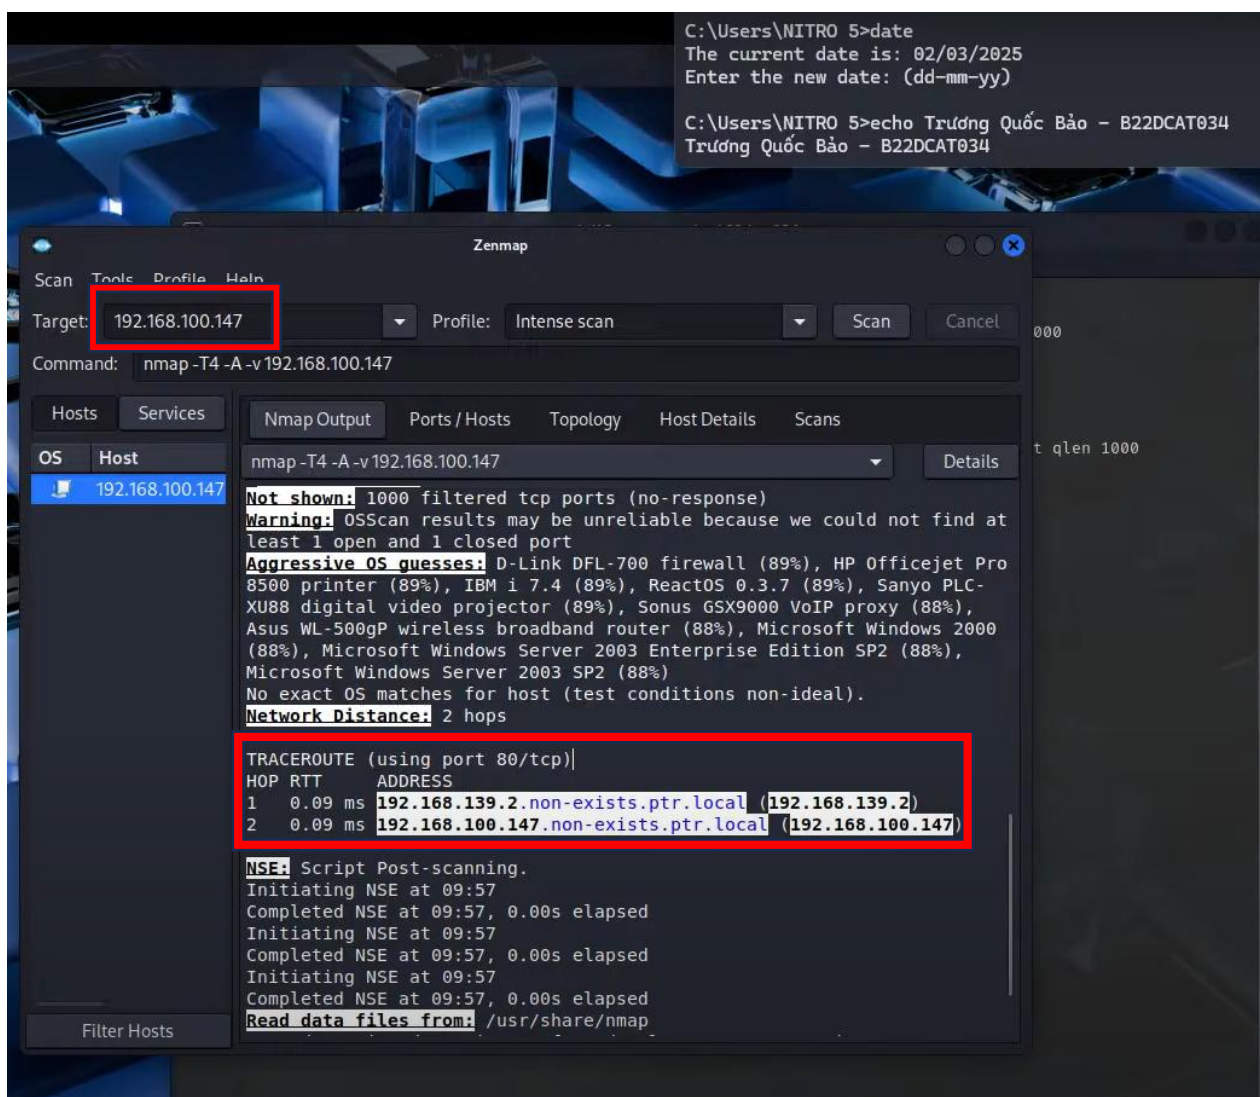 C:\Users\NITRO 5>date
The current date is: 02/03/2025
Enter the new date: (dd-mm-yy)
C:\Users\NITRO 5>echo Trương Quốc Bảo - B22DCAT034
Trương Quốc Bảo - B22DCAT034
Zenmap
Scan Tools Profile Help
Target: 192.168.100.147 Profile: Intense scan Scan Cancel
000
Command: nmap -T4 -A -v 192.168.100.147
Hosts Services Nmap Output Ports / Hosts Topology Host Details Scans
t qlen 1000
OS Host nmap -T4 -A -v 192.168.100.147 Details
192.168.100.147
Not shown: 1000 filtered tcp ports (no-response)
Warning: OSScan results may be unreliable because we could not find at
least 1 open and 1 closed port
Aggressive OS guesses: D-Link DFL-700 firewall (89%), HP Officejet Pro
8500 printer (89%), IBM i 7.4 (89%), ReactOS 0.3.7 (89%), Sanyo PLC-
XU88 digital video projector (89%), Sonus GSX9000 VoIP proxy (88%),
Asus WL-500gP wireless broadband router (88%), Microsoft Windows 2000
(88%), Microsoft Windows Server 2003 Enterprise Edition SP2 (88%),
Microsoft Windows Server 2003 SP2 (88%)
No exact OS matches for host (test conditions non-ideal).
Network Distance: 2 hops
TRACEROUTE (using port 80/tcp)
HOP RTT ADDRESS
1 0.09 ms 192.168.139.2.non-exists.ptr.local (192.168.139.2)
2 0.09 ms 192.168.100.147.non-exists.ptr.local (192.168.100.147)
NSE: Script Post-scanning.
Initiating NSE at 09:57
Completed NSE at 09:57, 0.00s elapsed
Initiating NSE at 09:57
Completed NSE at 09:57, 0.00s elapsed
Initiating NSE at 09:57
Completed NSE at 09:57, 0.00s elapsed
Read data files from: /usr/share/nmap
Filter Hosts